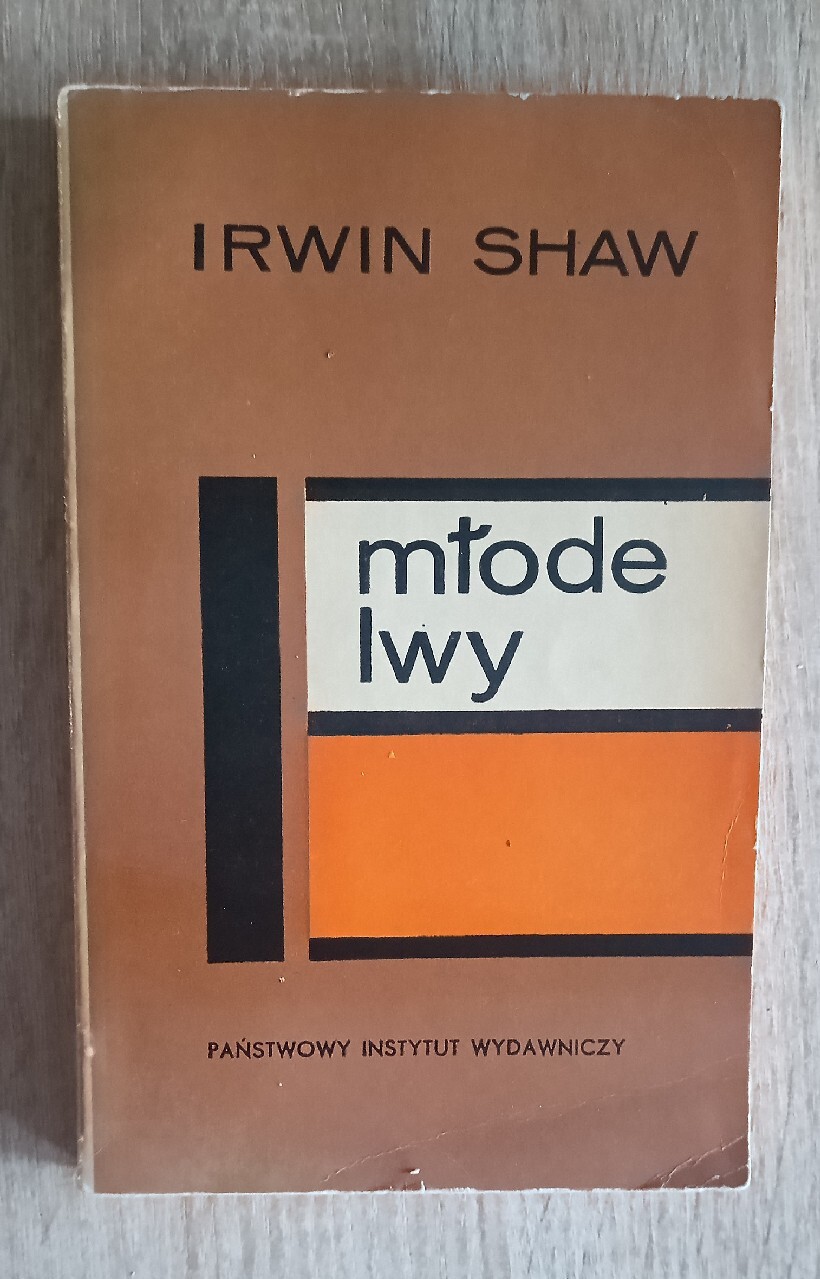 IRWIN SHAW
młode
lwy
PAŃSTWOWY INSTYTUT WYDAWNICZY